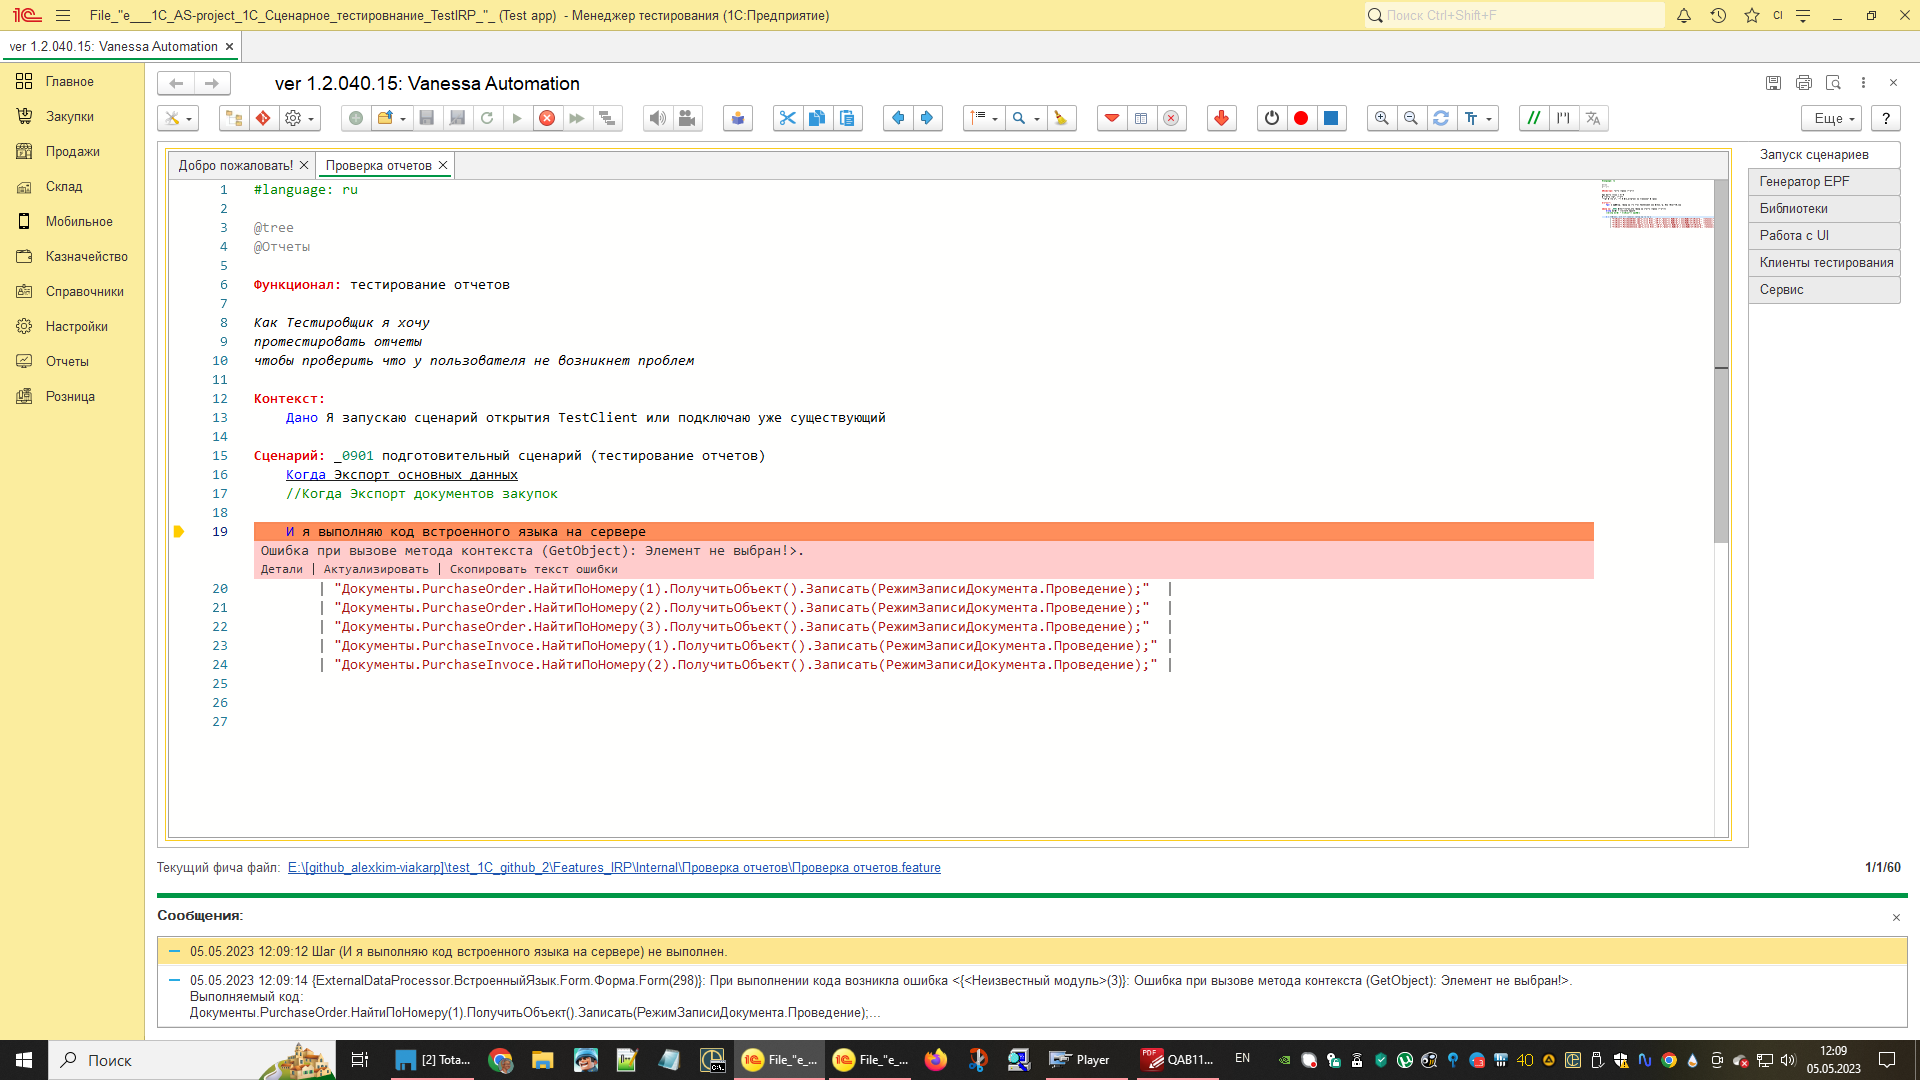 File_"e___1C_AS-project_1C_Сценарное_тестировнание_TestIRP_"_ (Test app) - Менеджер тестирования (1С:Предприятие)
Поиск Ctrl+Shift+F
CI
ver 1.2.040.15: Vanessa Automation
Главное
Закупки
Продажи
Склад
Мобильное
Казначейство
Справочники
Настройки
Отчеты
Розница
ver 1.2.040.15: Vanessa Automation
Еще
?
Добро пожаловать!
Проверка отчетов
1 #language: ru
2
3 @tree
4 @Отчеты
5
6 Функционал: тестирование отчетов
7
8 Как Тестировщик я хочу
9 протестировать отчеты
10 чтобы проверить что у пользователя не возникнет проблем
11
12 Контекст:
13 Дано Я запускаю сценарий открытия TestClient или подключаю уже существующий
14
15 Сценарий: _0901 подготовительный сценарий (тестирование отчетов)
16 Когда Экспорт основных данных
17 //Когда Экспорт документов закупок
18
19 И я выполняю код встроенного языка на сервере
Ошибка при вызове метода контекста (GetObject): Элемент не выбран!>.
Детали | Актуализировать | Скопировать текст ошибки
20 | "Документы.PurchaseOrder.НайтиПоНомеру(1).ПолучитьОбъект().Записать(РежимЗаписиДокумента.Проведение);" |
21 | "Документы.PurchaseOrder.НайтиПоНомеру(2).ПолучитьОбъект().Записать(РежимЗаписиДокумента.Проведение);" |
22 | "Документы.PurchaseOrder.НайтиПоНомеру(3).ПолучитьОбъект().Записать(РежимЗаписиДокумента.Проведение);" |
23 | "Документы.PurchaseInvoce.НайтиПоНомеру(1).ПолучитьОбъект().Записать(РежимЗаписиДокумента.Проведение);" |
24 | "Документы.PurchaseInvoce.НайтиПоНомеру(2).ПолучитьОбъект().Записать(РежимЗаписиДокумента.Проведение);" |
25
26
27
Запуск сценариев
Генератор EPF
Библиотеки
Работа с UI
Клиенты тестирования
Сервис
Текущий фича файл: E:\[github_alexkim-viakarp]\test_1C_github_2\Features_IRP\Internal\Проверка отчетов\Проверка отчетов.feature
1/1/60
Сообщения:
05.05.2023 12:09:12 Шаг (И я выполняю код встроенного языка на сервере) не выполнен.
05.05.2023 12:09:14 {ExternalDataProcessor.ВстроенныйЯзык.Form.Форма.Form(298)}: При выполнении кода возникла ошибка <{<Неизвестный модуль>(3)}: Ошибка при вызове метода контекста (GetObject): Элемент не выбран!>.
Выполняемый код:
Документы.PurchaseOrder.НайтиПоНомеру(1).ПолучитьОбъект().Записать(РежимЗаписиДокумента.Проведение);...
Поиск
[2] Tota...
File_"e_...
File_"e_...
Player
PDF
QAB11...
EN
40
12:09
05.05.2023